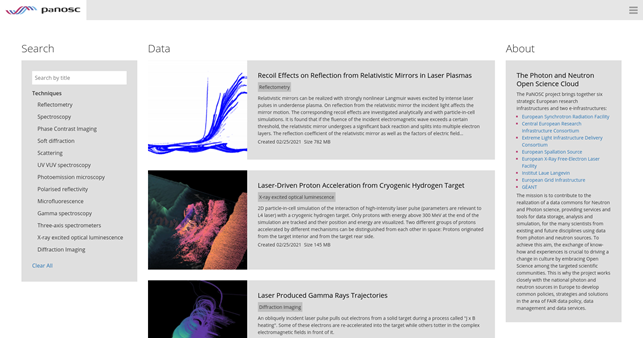 panosc
Search
Search by title
Techniques
Reflectometry
Spectroscopy
Phase Contrast Imaging
Soft diffraction
Scattering
UV VUV spectroscopy
Photoemission microscopy
Polarised reflectivity
Microfluorescence
Gamma spectroscopy
Three-axis spectrometers
X-ray excited optical luminescence
Diffraction Imaging
Clear All
Data
Recoil Effects on Reflection from Relativistic Mirrors in Laser Plasmas
Reflectometry
Relativistic mirrors can be realized with strongly nonlinear Langmuir waves excited by intense laser
pulses in underdense plasma. On reflection from the mirror the incident light affects the mirror
motion. The corresponding recoil effects are investigated analytically and with particle-in-cell
simulations. It is found that if the fluence of the incident electromagnetic wave exceeds a certain
threshold, the relativistic mirror undergoes a significant back reaction and splits into multiple electron
layers. The reflection coefficient of the relativistic mirror as well as the factors of electric field...
Created 02/25/2021 Size 782 MB
Laser-Driven Proton Acceleration from Cryogenic Hydrogen Target
X-ray excited optical luminescence
2D particle-in-cell simulation of the interaction of high-intensity laser pulse (parameters are relevant to
L4 laser) with a cryogenic hydrogen target. Only protons with energy above 300 MeV at the end of the
simulation are tracked and their position and energy are visualized. Two different groups of protons
accelerated by different mechanisms can be distinguished from each other in space: Protons originated
from the target interior and from the target rear side.
Created 02/25/2021 Size 145 MB
Laser Produced Gamma Rays Trajectories
Diffraction Imaging
An obliquely incident laser pulse pulls out electrons from a solid target during a process called "J x B
heating". Some of these electrons are re-accelerated into the target while others totter in the complex
electromagnetic fields in front of it.
About
The Photon and Neutron
Open Science Cloud
The PaNOSC project brings together six
strategic European research
infrastructures and two e-infrastructures:
European Synchrotron Radiation Facility
Central European Research
Infrastructure Consortium
Extreme Light Infrastructure Delivery
Consortium
European Spallation Source
European X-Ray Free-Electron Laser
Facility
Institut Laue Langevin
European Grid Infrastructure
GÉANT
The mission is to contribute to the
realization of a data commons for Neutron
and Photon science, providing services and
tools for data storage, analysis and
simulation, for the many scientists from
existing and future disciplines using data
from photon and neutron sources. To
achieve this aim, the exchange of know-
how and experiences is crucial to driving a
change in culture by embracing Open
Science among the targeted scientific
communities. This is why the project works
closely with the national photon and
neutron sources in Europe to develop
common policies, strategies and solutions
in the area of FAIR data policy, data
management and data services.